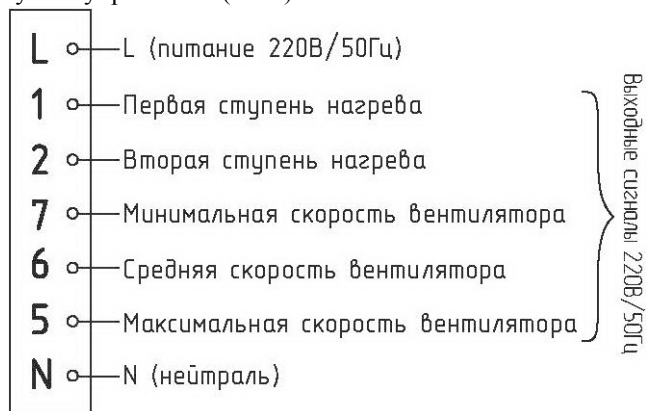 L L (питание 220В/50Гц)
1 Первая ступень нагрева
2 Вторая ступень нагрева
7 Минимальная скорость вентилятора
6 Средняя скорость вентилятора
5 Максимальная скорость вентилятора
N N (нейтраль)
Выходные сигналы 220В/50Гц